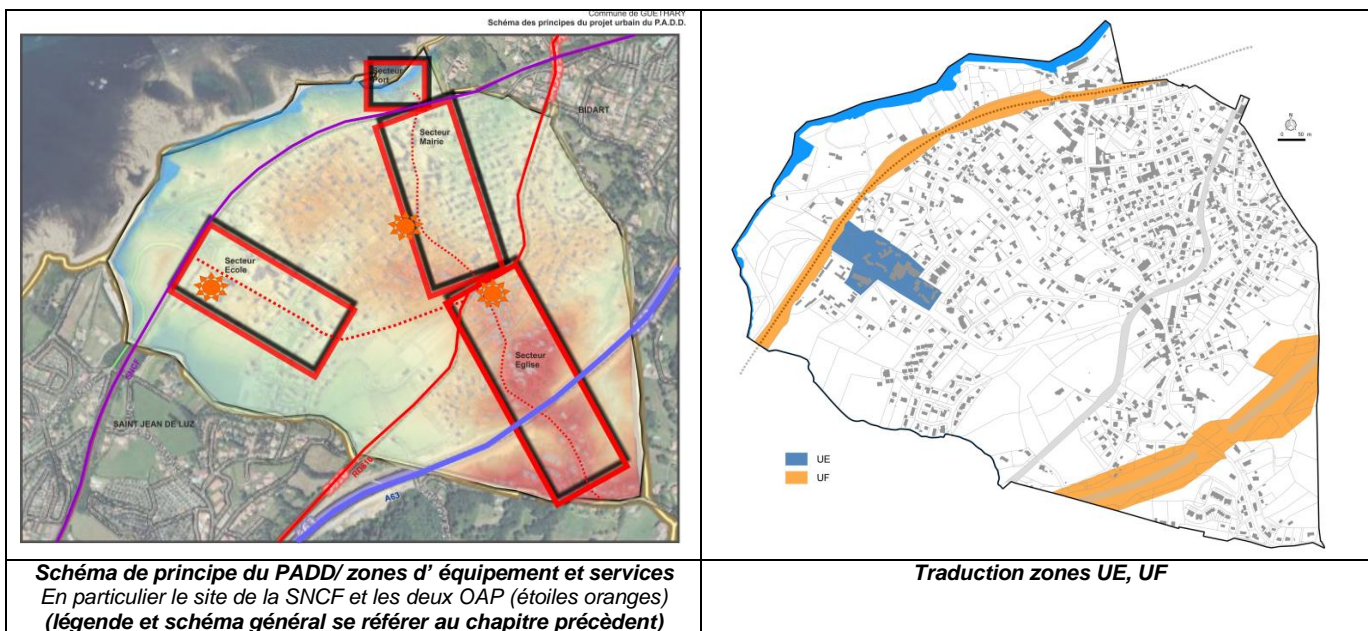 Commune de GUETHARY
Schéma des principes du projet urbain du P.A.D.D.
Secteur
Port
BIDART
Secteur
Mairie
Secteur
Ecole
Secteur
Eglise
SNCF
SAINT JEAN DE LUZ
A63
N
0 50 m
UE
UF
Schéma de principe du PADD/ zones d' équipement et services
En particulier le site de la SNCF et les deux OAP (étoiles oranges)
(légende et schéma général se référer au chapitre précèdent)
Traduction zones UE, UF